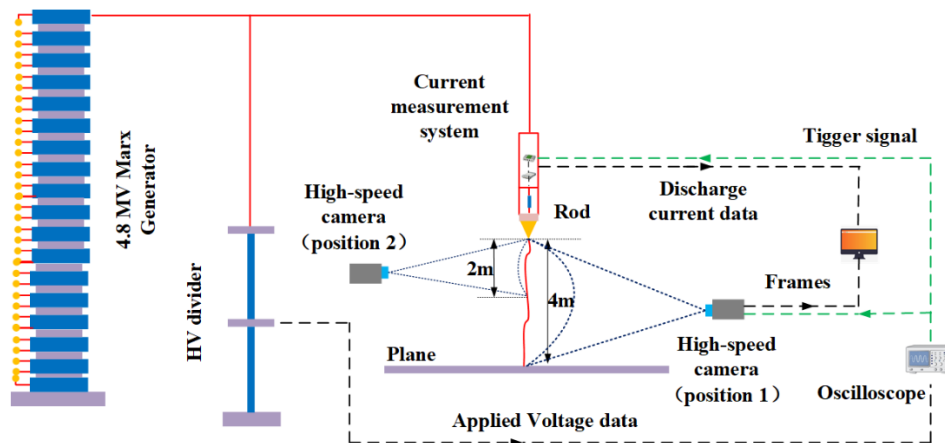 4.8 MV Marx
Generator
HV divider
Current
measurement
system
High-speed
camera
（position 2）
Rod
2m
4m
Plane
Tigger signal
Discharge
current data
Frames
High-speed
camera
（position 1）
Oscilloscope
Applied Voltage data